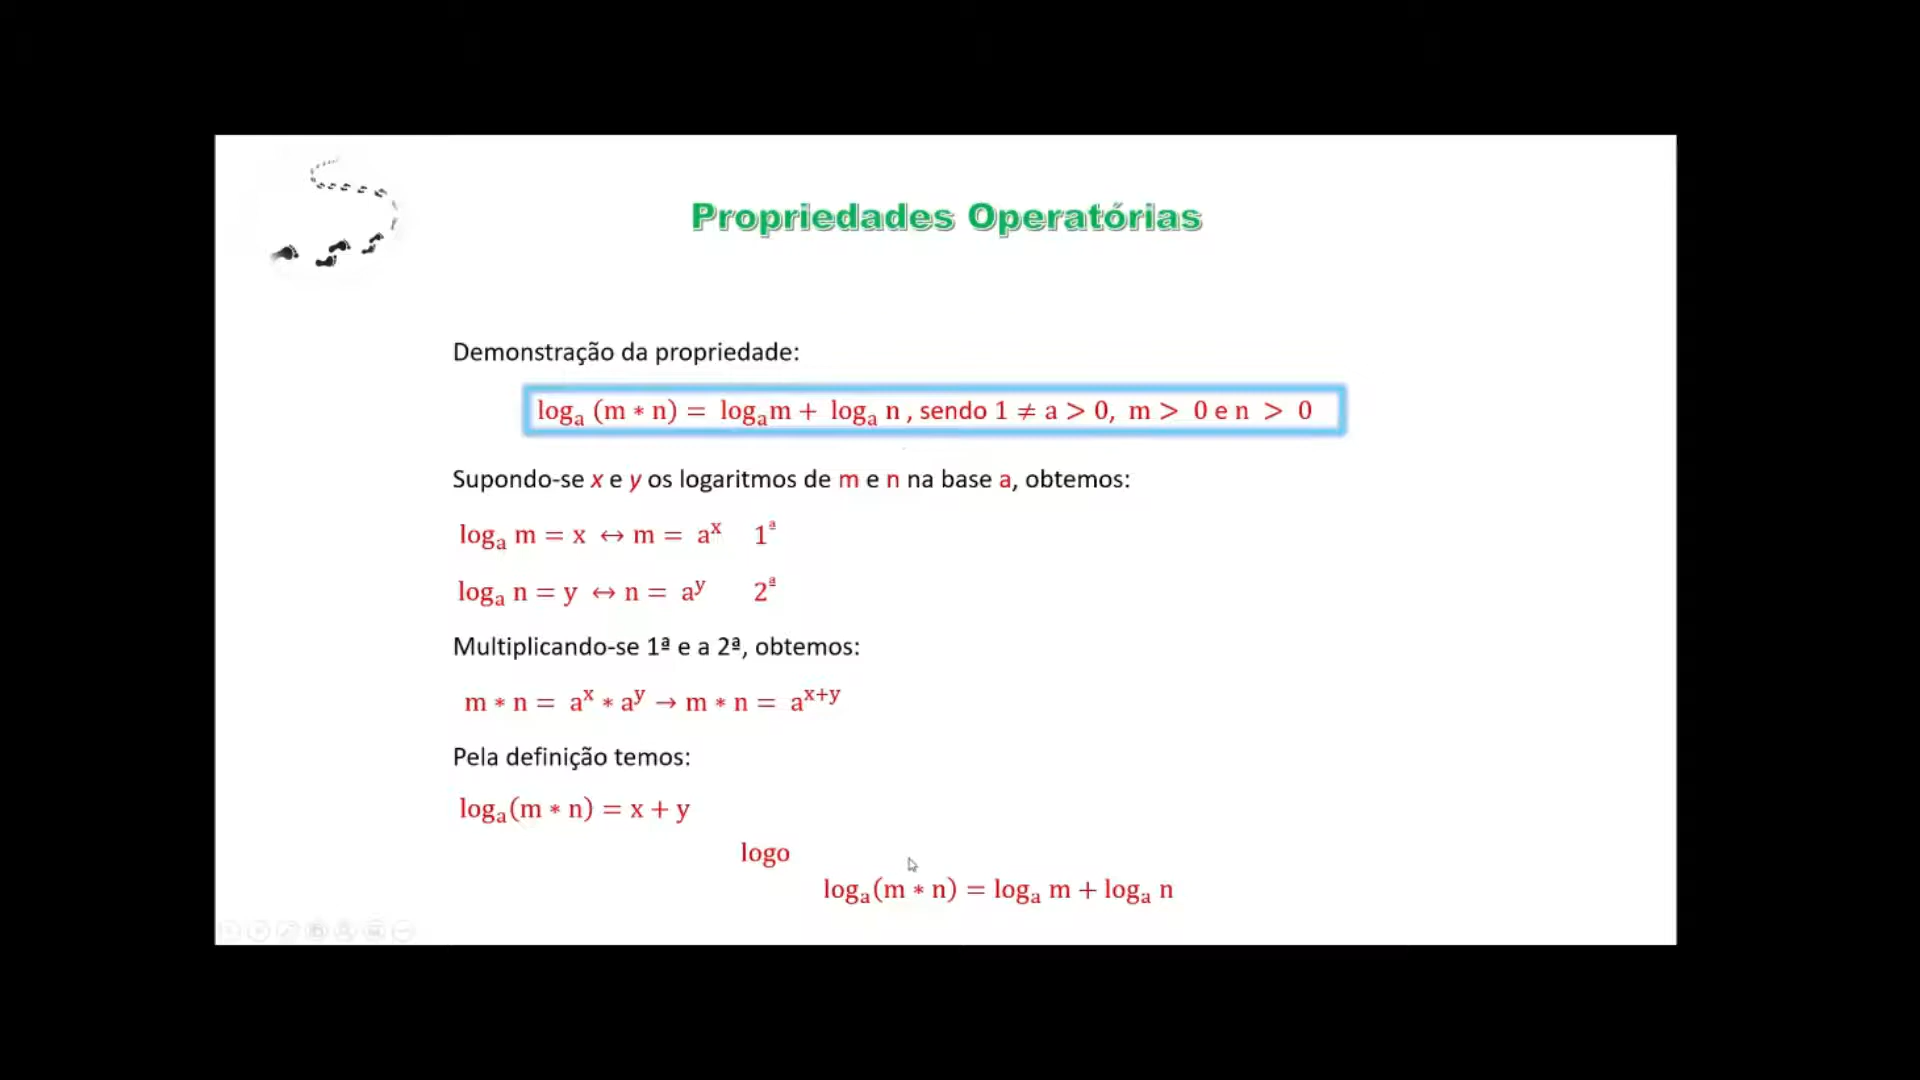 Propriedades Operatórias
Demonstração da propriedade:
logₐ (m ∗ n) = logₐm + logₐ n , sendo 1 ≠ a > 0, m > 0 e n > 0
Supondo-se x e y os logaritmos de m e n na base a, obtemos:
logₐ m = x ↔ m = aˣ 1ª
logₐ n = y ↔ n = aʸ 2ª
Multiplicando-se 1ª e a 2ª, obtemos:
m ∗ n = aˣ ∗ aʸ → m ∗ n = aˣ⁺ʸ
Pela definição temos:
logₐ(m ∗ n) = x + y
logo
logₐ(m ∗ n) = logₐ m + logₐ n